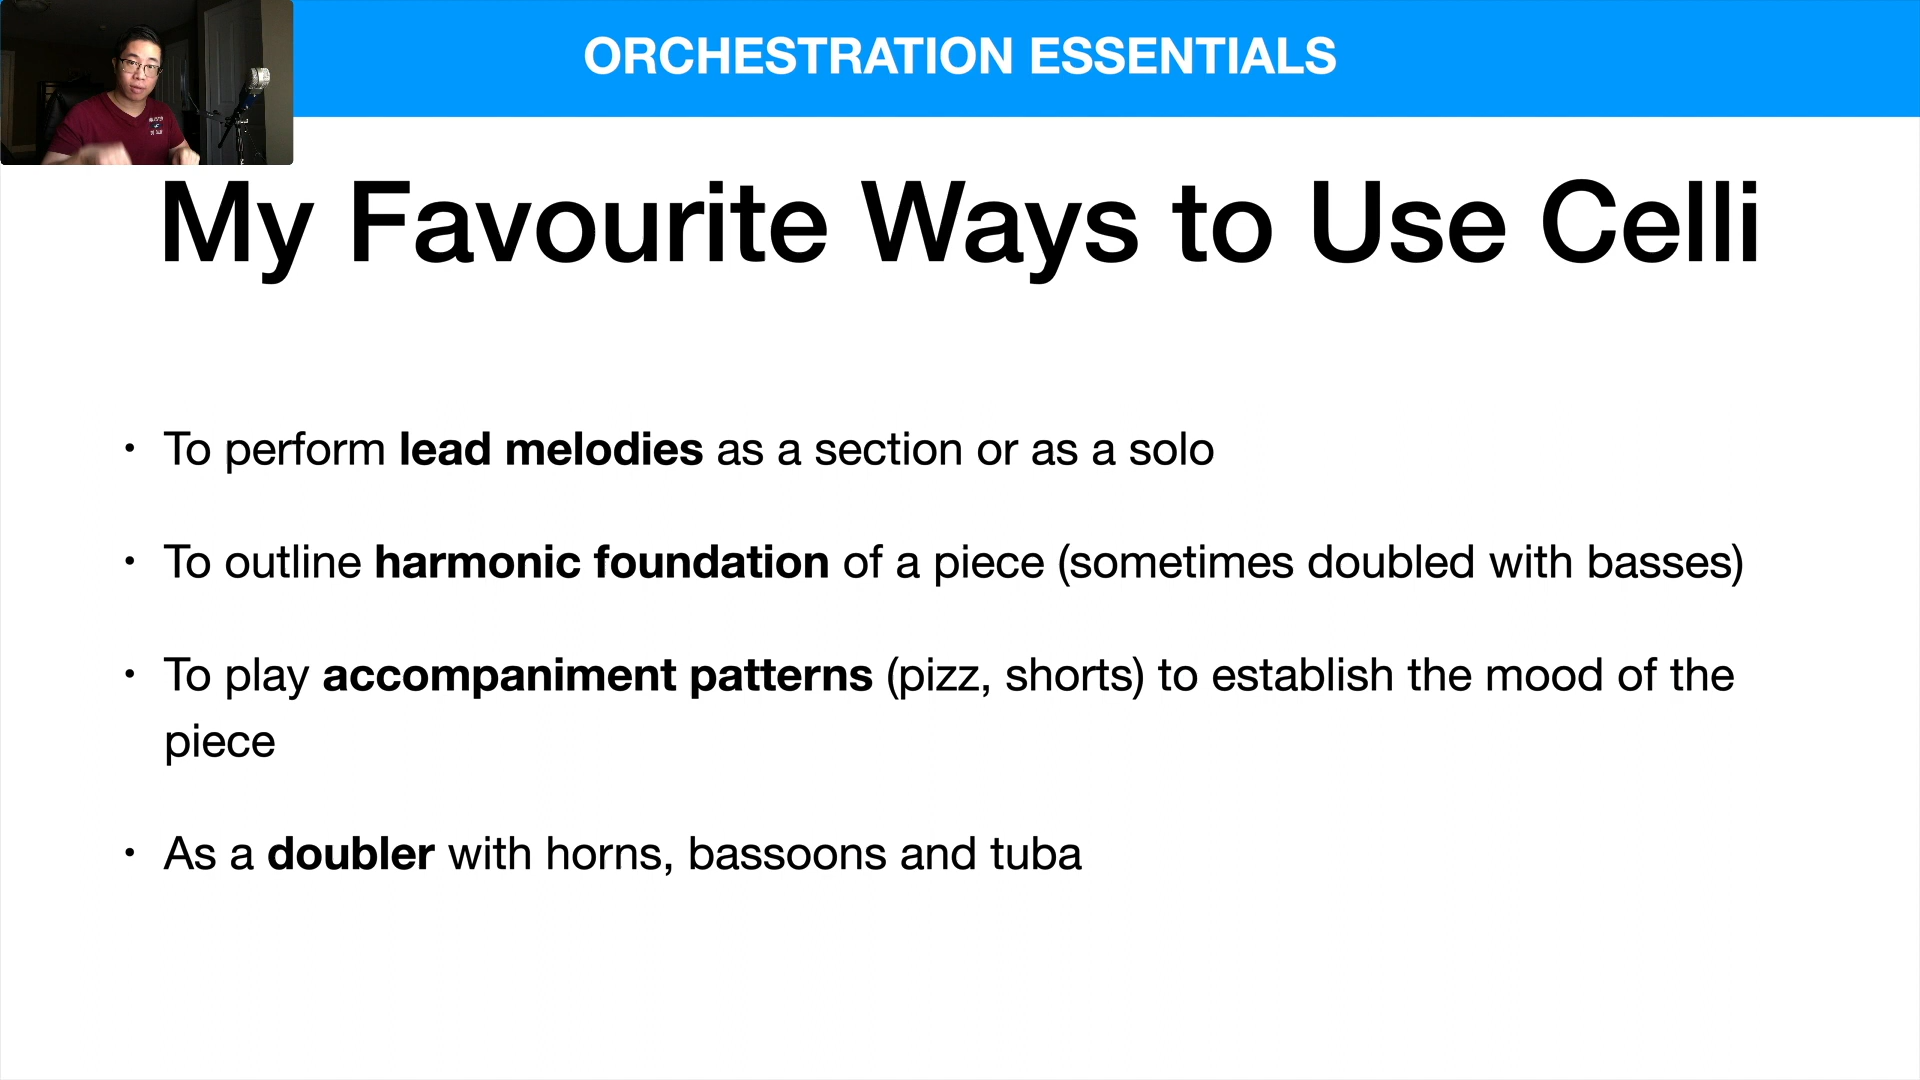 ORCHESTRATION ESSENTIALS
My Favourite Ways to Use Celli
• To perform lead melodies as a section or as a solo
• To outline harmonic foundation of a piece (sometimes doubled with basses)
• To play accompaniment patterns (pizz, shorts) to establish the mood of the
piece
• As a doubler with horns, bassoons and tuba